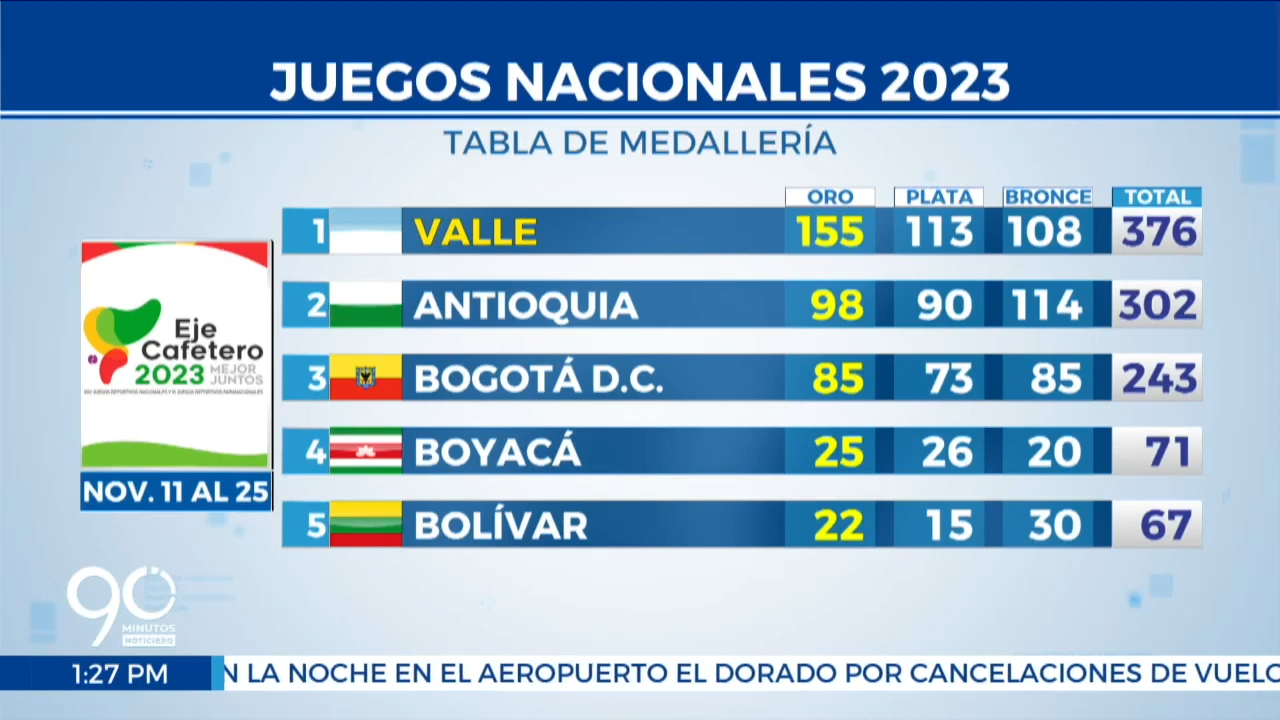 JUEGOS NACIONALES 2023
TABLA DE MEDALLERÍA
ORO PLATA BRONCE TOTAL
1 VALLE 155 113 108 376
2 ANTIOQUIA 98 90 114 302
3 BOGOTÁ D.C. 85 73 85 243
4 BOYACÁ 25 26 20 71
5 BOLÍVAR 22 15 30 67
Eje
Cafetero
2023 MEJOR
JUNTOS
NOV. 11 AL 25
90
MINUTOS
NOTICIERO
1:27 PM N LA NOCHE EN EL AEROPUERTO EL DORADO POR CANCELACIONES DE VUELO